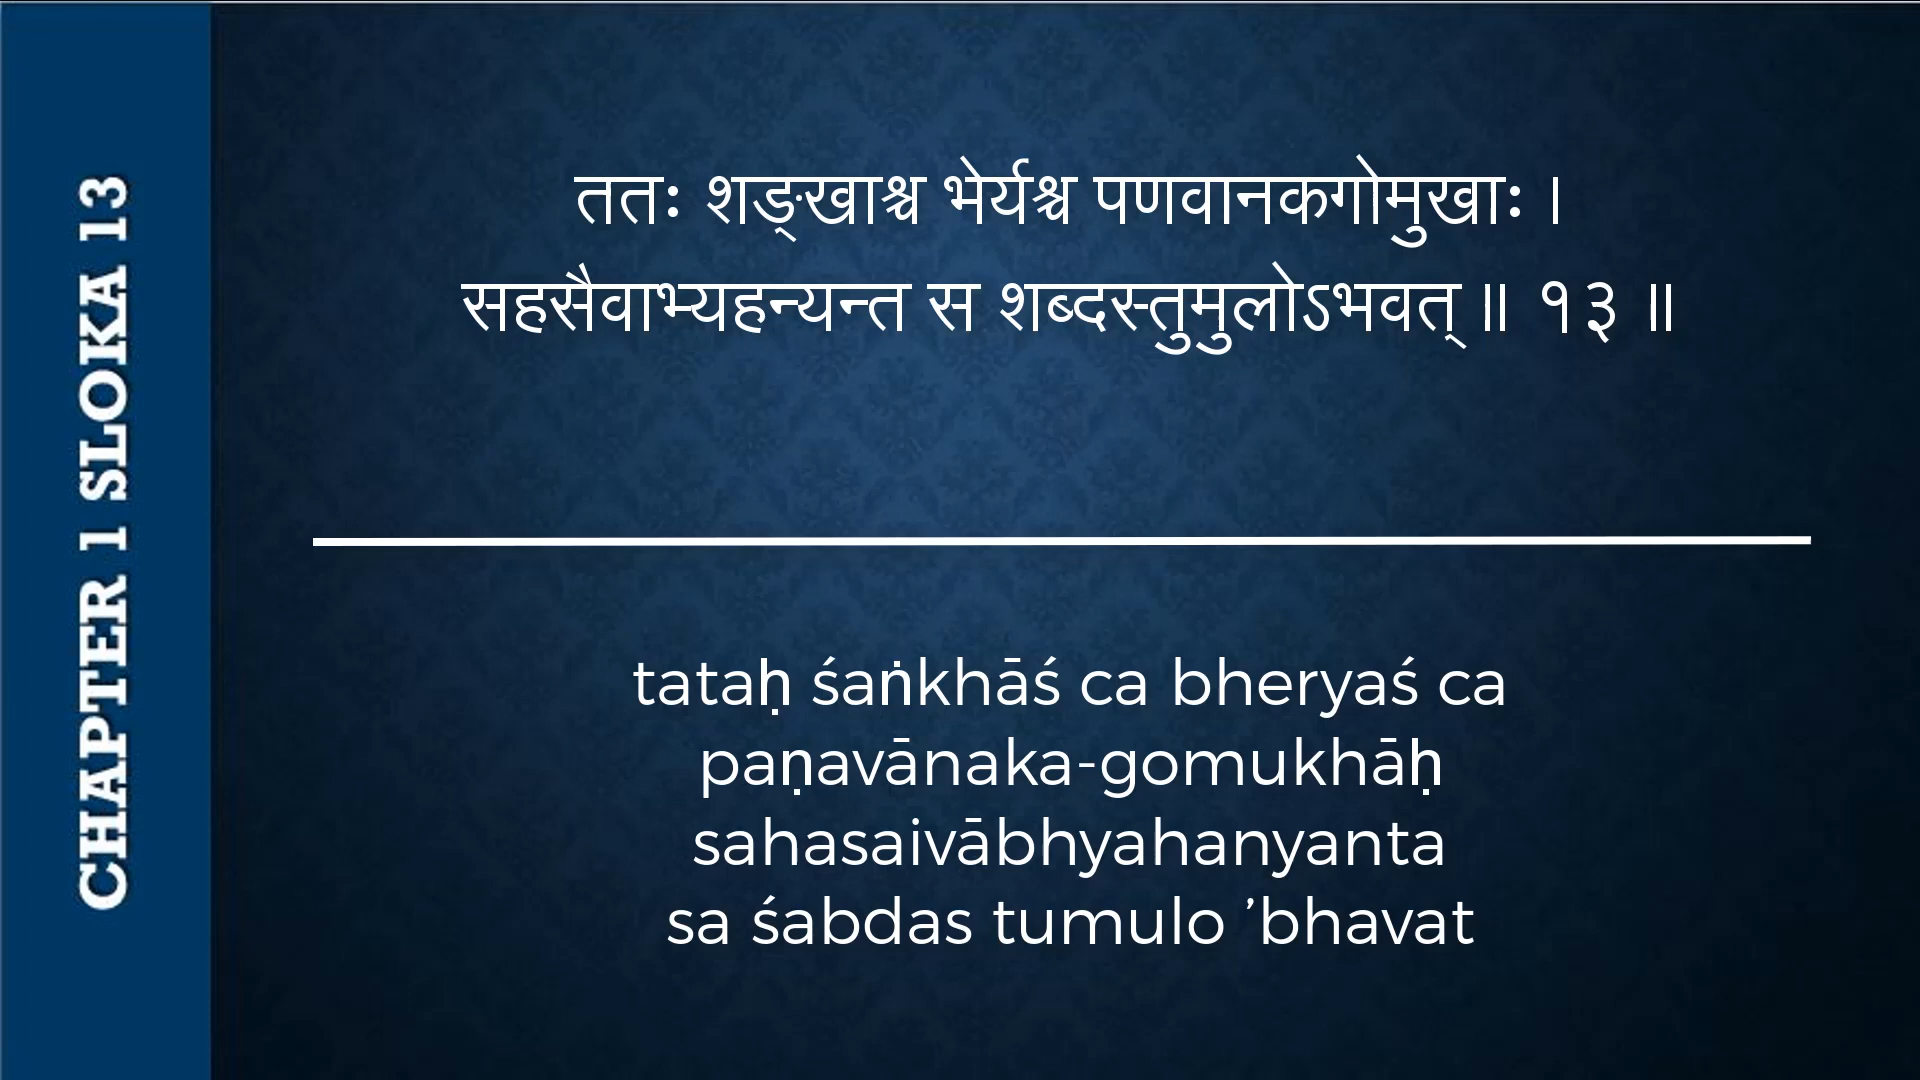 CHAPTER 1 SLOKA 13
ततः शङ्खाश्च भेर्यश्च पणवानकगोमुखाः ।
सहसैवाभ्यहन्यन्त स शब्दस्तुमुलोऽभवत् ॥ १३ ॥
tataḥ śaṅkhāś ca bheryaś ca
paṇavānaka-gomukhāḥ
sahasaivābhyahanyanta
sa śabdas tumulo ’bhavat